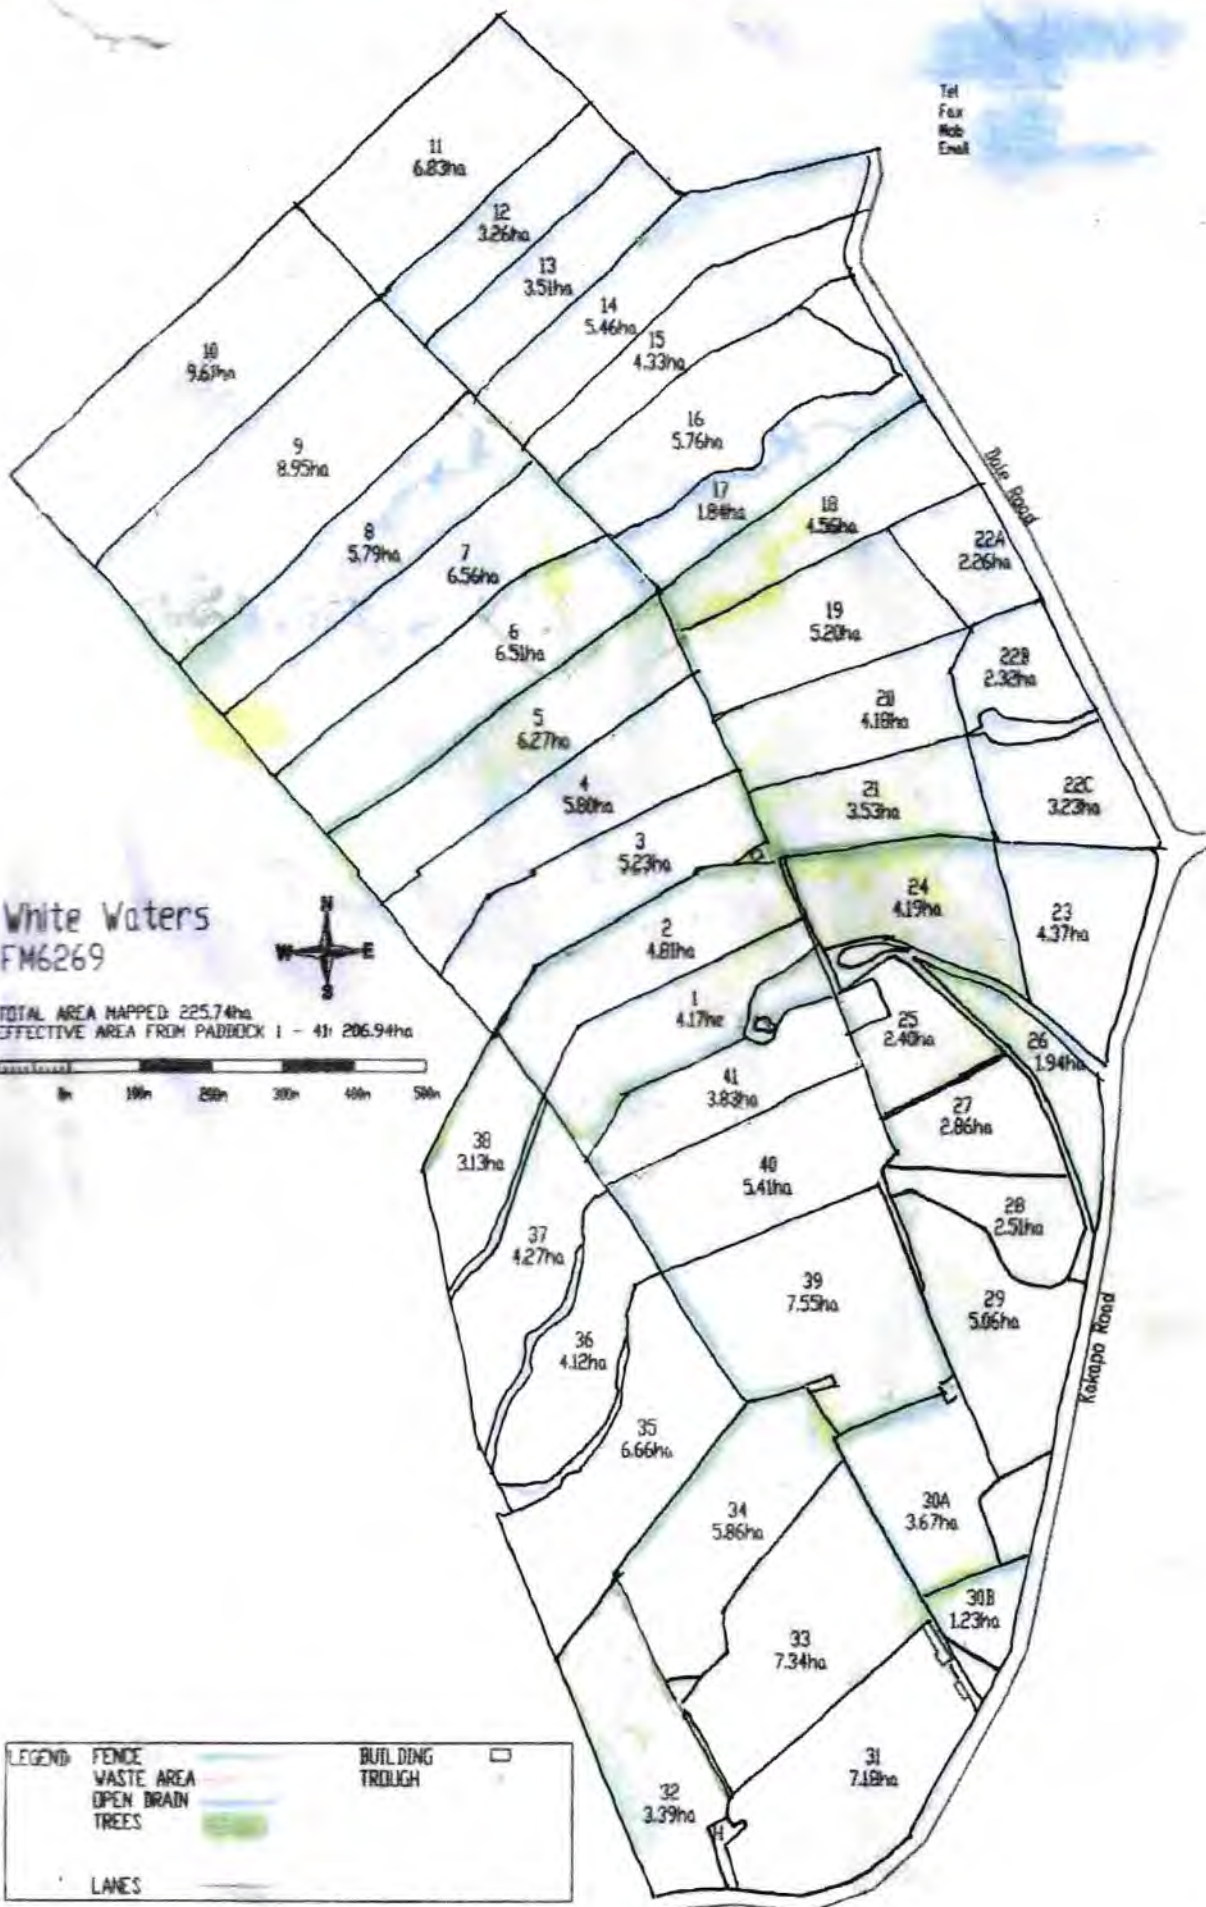 Tel
Fax
Mob
Email
11
6.83ha
12
3.26ha
13
3.51ha
14
5.46ha
15
4.33ha
10
9.61ha
9
8.95ha
16
5.76ha
8
5.79ha
7
6.56ha
17
1.84ha
18
4.56ha
Dale Road
22A
2.26ha
6
6.51ha
19
5.20ha
22B
2.32ha
5
6.27ha
20
4.18ha
4
5.80ha
21
3.53ha
22C
3.23ha
3
5.23ha
24
4.19ha
23
4.37ha
2
4.81ha
White Waters
FM6269
N
W E
S
TOTAL AREA MAPPED: 225.74ha
EFFECTIVE AREA FROM PADDOCK 1 - 41: 206.94ha
0m 100m 200m 300m 400m 500m
1
4.17ha
25
2.40ha
26
1.94ha
41
3.83ha
27
2.86ha
38
3.13ha
40
5.41ha
28
2.51ha
37
4.27ha
39
7.55ha
29
5.06ha
Kakapo Road
36
4.12ha
35
6.66ha
34
5.86ha
30A
3.67ha
30B
1.23ha
33
7.34ha
31
7.18ha
32
3.39ha
H
LEGEND: FENCE BUILDING
WASTE AREA TROUGH
OPEN DRAIN
TREES
LANES